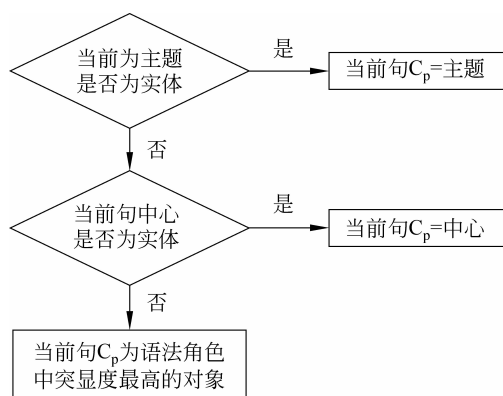 当前为主题
是否为实体
是
当前句Cp=主题
否
当前句中心
是否为实体
是
当前句Cp=中心
否
当前句Cp为语法角色
中突显度最高的对象